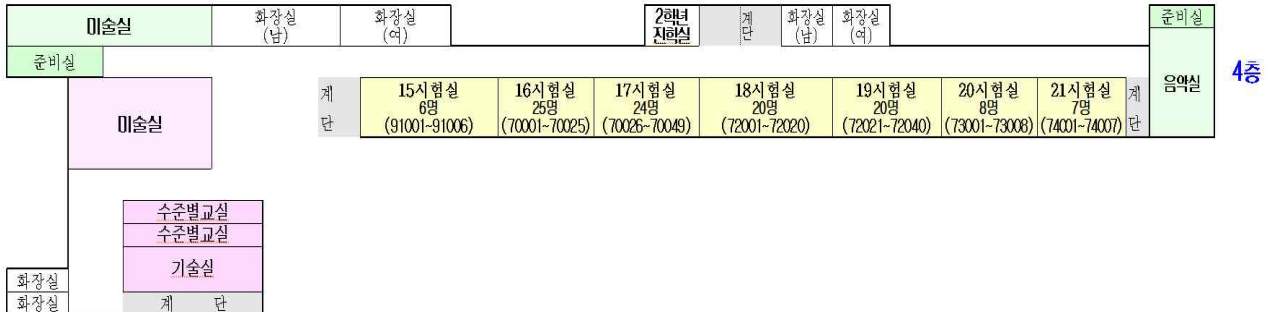 미술실
화장실
(남)
화장실
(여)
2학년
진학실
계
단
화장실
(남)
화장실
(여)
준비실
준비실
음악실
4층
미술실
계
단
15시험실
6명
(91001~91006)
16시험실
25명
(70001~70025)
17시험실
24명
(70026~70049)
18시험실
20명
(72001~72020)
19시험실
20명
(72021~72040)
20시험실
8명
(73001~73008)
21시험실
7명
(74001~74007)
계
단
수준별교실
수준별교실
기술실
화장실
화장실
계 단